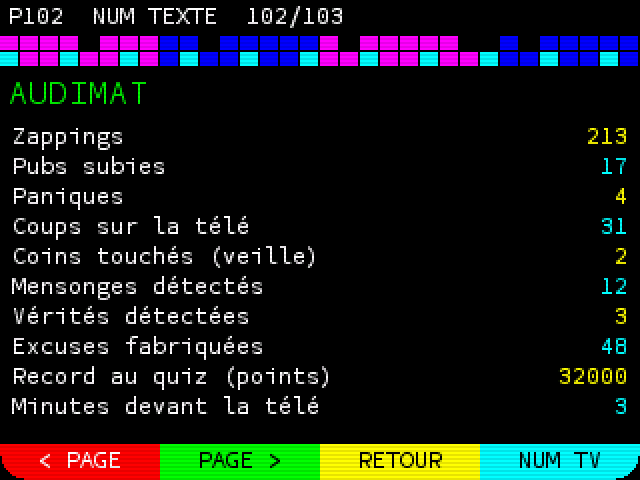 P102 NUM TEXTE 102/103
AUDIMAT
Zappings 213
Pubs subies 17
Paniques 4
Coups sur la télé 31
Coins touchés (veille) 2
Mensonges détectés 12
Vérités détectées 3
Excuses fabriquées 48
Record au quiz (points) 32000
Minutes devant la télé 3
< PAGE PAGE > RETOUR NUM TV